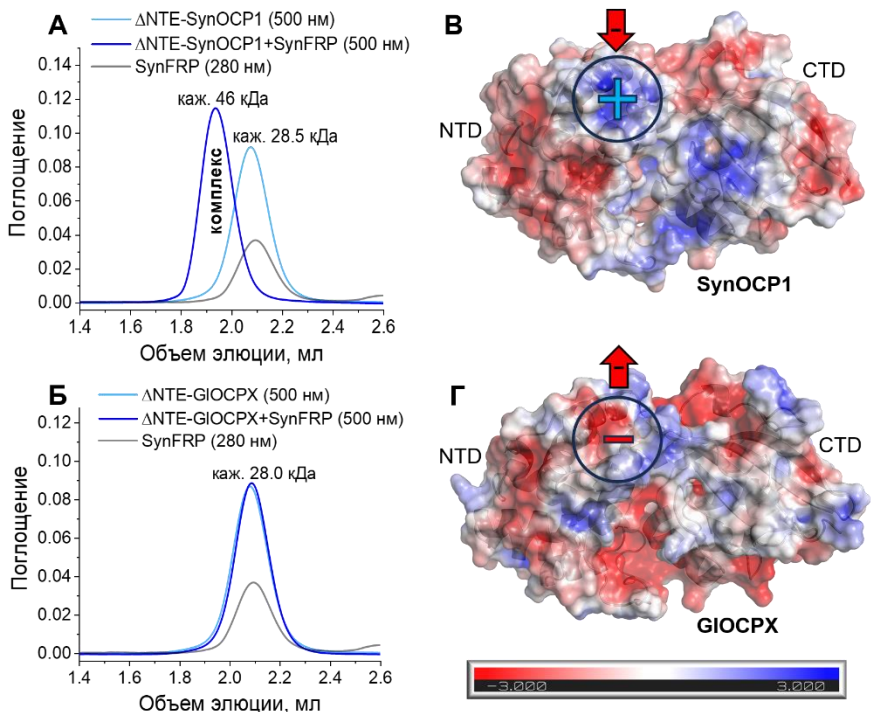 А
ΔNTE-SynOCP1 (500 нм)
ΔNTE-SynOCP1+SynFRP (500 нм)
SynFRP (280 нм)
каж. 46 кДа
каж. 28.5 кДа
комплекс
Поглощение
0.14
0.12
0.10
0.08
0.06
0.04
0.02
0.00
1.4 1.6 1.8 2.0 2.2 2.4 2.6
Объем элюции, мл
В
-
+
NTD
CTD
SynOCP1
Б
ΔNTE-GlOCPX (500 нм)
ΔNTE-GlOCPX+SynFRP (500 нм)
SynFRP (280 нм)
каж. 28.0 кДа
Поглощение
0.12
0.10
0.08
0.06
0.04
0.02
0.00
1.4 1.6 1.8 2.0 2.2 2.4 2.6
Объем элюции, мл
Г
-
−
NTD
CTD
GlOCPX
-3.000 3.000